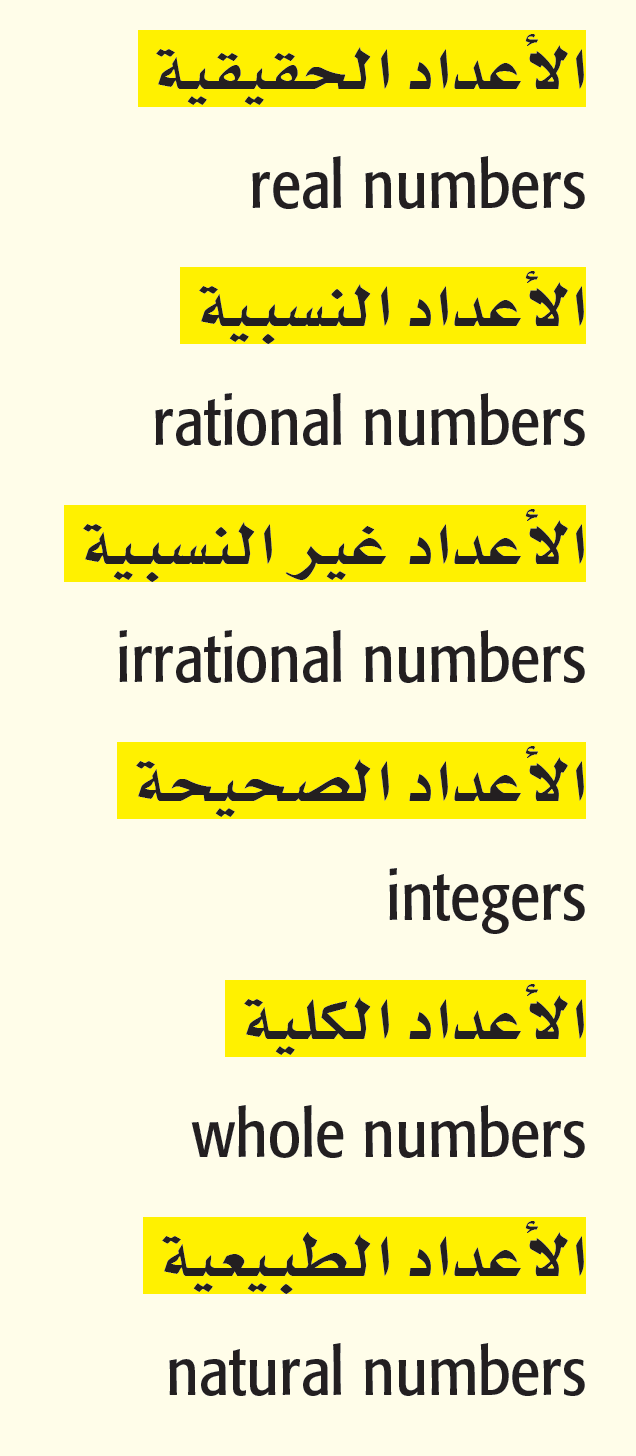 الأعداد الحقيقية
real numbers
الأعداد النسبية
rational numbers
الأعداد غير النسبية
irrational numbers
الأعداد الصحيحة
integers
الأعداد الكلية
whole numbers
الأعداد الطبيعية
natural numbers